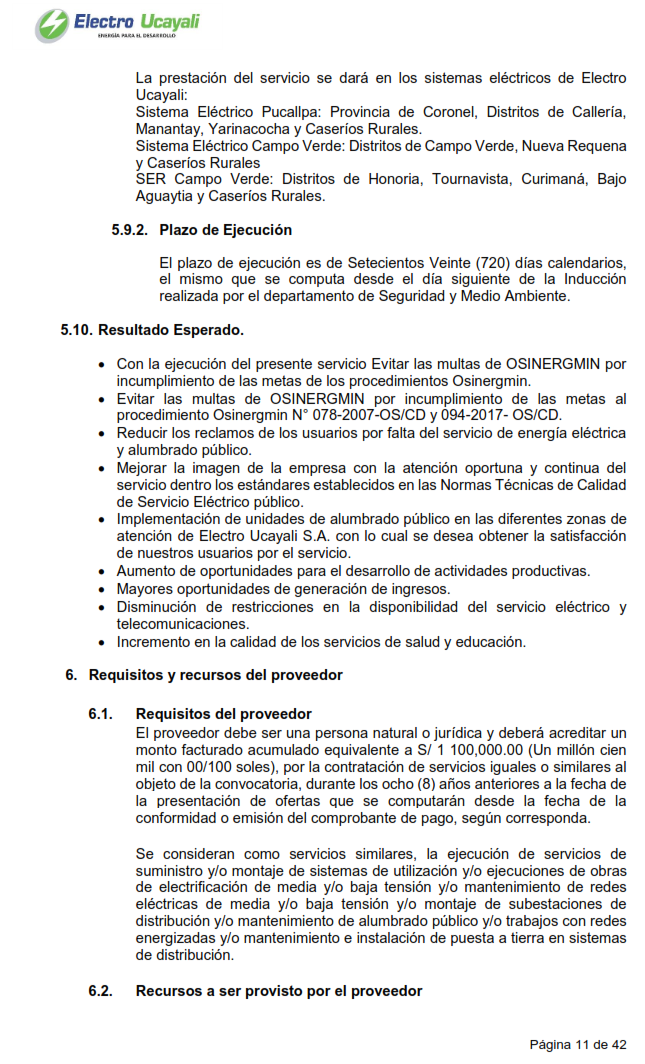 Electro Ucayali
ENERGÍA PARA EL DESARROLLO
La prestación del servicio se dará en los sistemas eléctricos de Electro
Ucayali:
Sistema Eléctrico Pucallpa: Provincia de Coronel, Distritos de Callería,
Manantay, Yarinacocha y Caseríos Rurales.
Sistema Eléctrico Campo Verde: Distritos de Campo Verde, Nueva Requena
y Caseríos Rurales
SER Campo Verde: Distritos de Honoria, Tournavista, Curimaná, Bajo
Aguaytia y Caseríos Rurales.
5.9.2. Plazo de Ejecución
El plazo de ejecución es de Setecientos Veinte (720) días calendarios,
el mismo que se computa desde el día siguiente de la Inducción
realizada por el departamento de Seguridad y Medio Ambiente.
5.10. Resultado Esperado.
• Con la ejecución del presente servicio Evitar las multas de OSINERGMIN por
incumplimiento de las metas de los procedimientos Osinergmin.
• Evitar las multas de OSINERGMIN por incumplimiento de las metas al
procedimiento Osinergmin N° 078-2007-OS/CD y 094-2017- OS/CD.
• Reducir los reclamos de los usuarios por falta del servicio de energía eléctrica
y alumbrado público.
• Mejorar la imagen de la empresa con la atención oportuna y continua del
servicio dentro los estándares establecidos en las Normas Técnicas de Calidad
de Servicio Eléctrico público.
• Implementación de unidades de alumbrado público en las diferentes zonas de
atención de Electro Ucayali S.A. con lo cual se desea obtener la satisfacción
de nuestros usuarios por el servicio.
• Aumento de oportunidades para el desarrollo de actividades productivas.
• Mayores oportunidades de generación de ingresos.
• Disminución de restricciones en la disponibilidad del servicio eléctrico y
telecomunicaciones.
• Incremento en la calidad de los servicios de salud y educación.
6. Requisitos y recursos del proveedor
6.1. Requisitos del proveedor
El proveedor debe ser una persona natural o jurídica y deberá acreditar un
monto facturado acumulado equivalente a S/ 1 100,000.00 (Un millón cien
mil con 00/100 soles), por la contratación de servicios iguales o similares al
objeto de la convocatoria, durante los ocho (8) años anteriores a la fecha de
la presentación de ofertas que se computarán desde la fecha de la
conformidad o emisión del comprobante de pago, según corresponda.
Se consideran como servicios similares, la ejecución de servicios de
suministro y/o montaje de sistemas de utilización y/o ejecuciones de obras
de electrificación de media y/o baja tensión y/o mantenimiento de redes
eléctricas de media y/o baja tensión y/o montaje de subestaciones de
distribución y/o mantenimiento de alumbrado público y/o trabajos con redes
energizadas y/o mantenimiento e instalación de puesta a tierra en sistemas
de distribución.
6.2. Recursos a ser provisto por el proveedor
Página 11 de 42